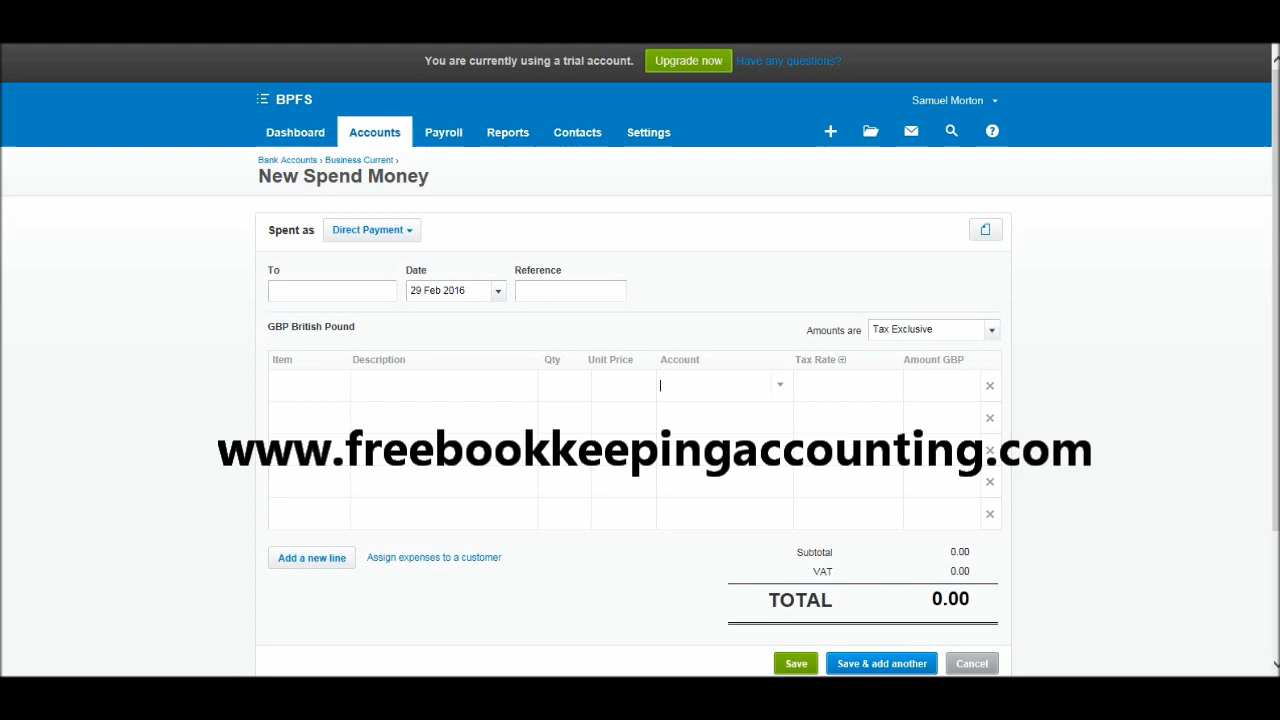 You are currently using a trial account. Upgrade now Have any questions?
BPFS Samuel Morton
Dashboard Accounts Payroll Reports Contacts Settings
Bank Accounts › Business Current ›
New Spend Money
Spent as Direct Payment
To Date Reference
29 Feb 2016
GBP British Pound Amounts are Tax Exclusive
Item Description Qty Unit Price Account Tax Rate Amount GBP
www.freebookkeepingaccounting.com
Add a new line Assign expenses to a customer Subtotal 0.00
VAT 0.00
TOTAL 0.00
Save Save & add another Cancel